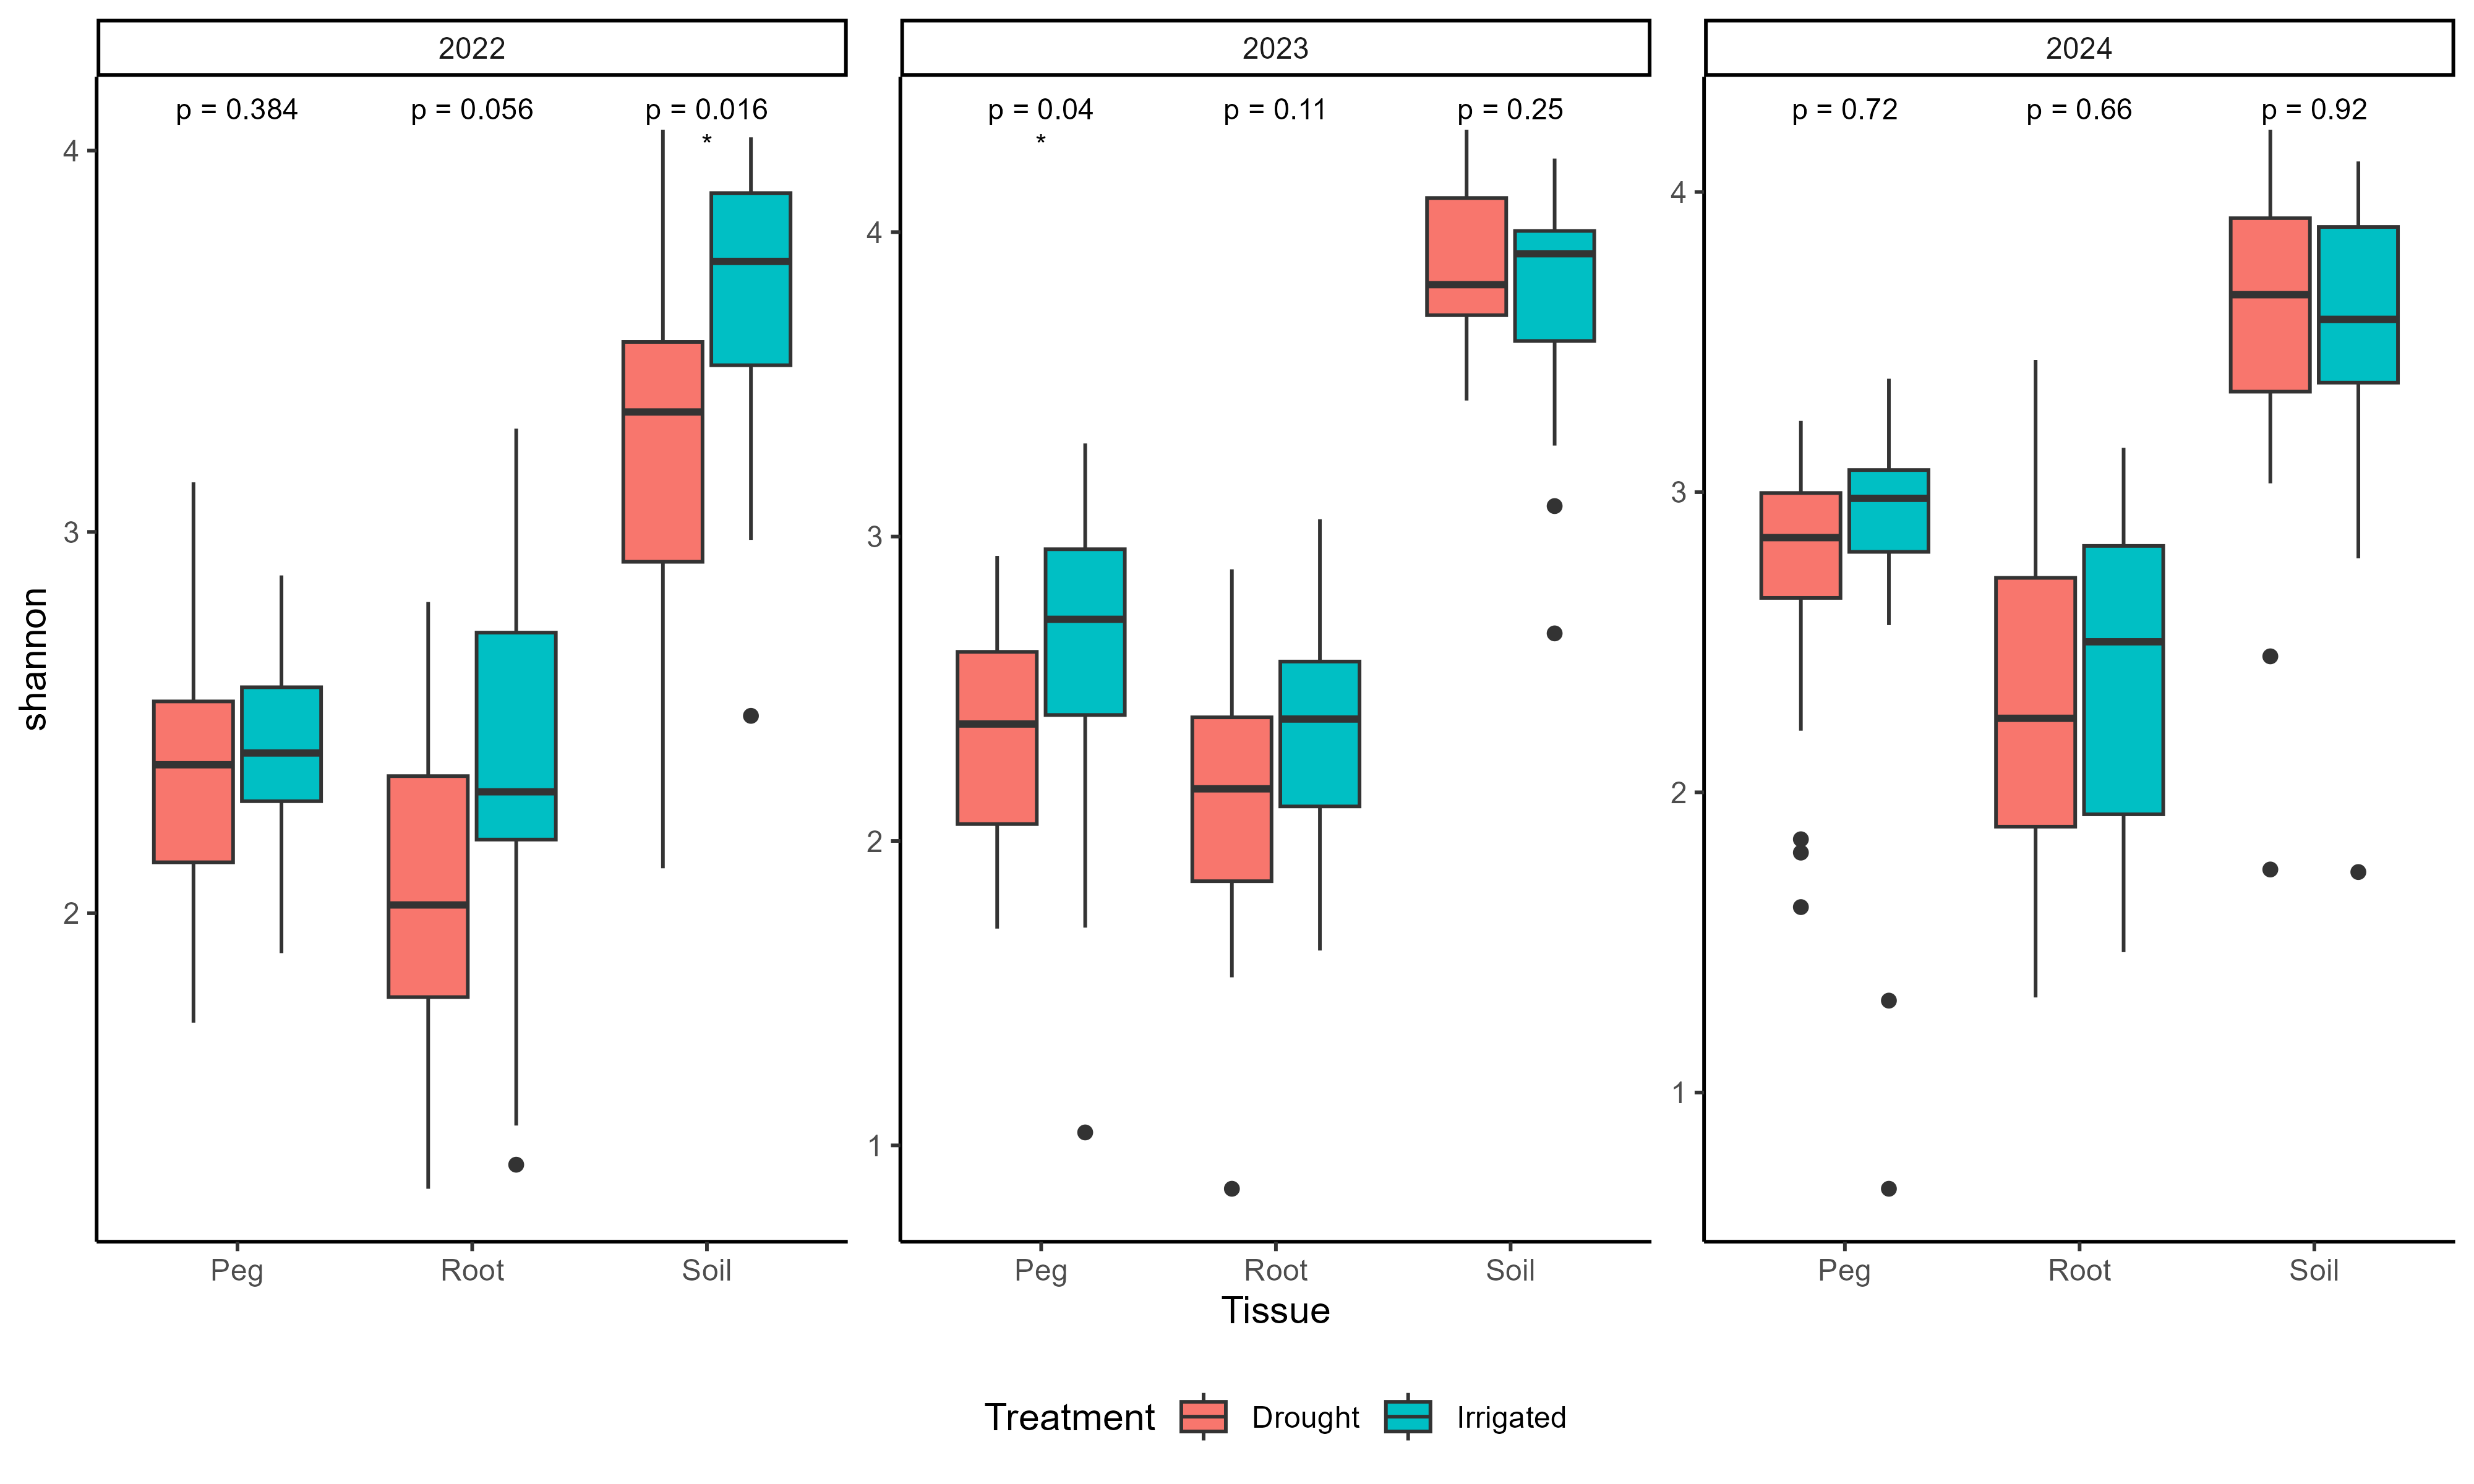 2022 2023 2024
p = 0.384 p = 0.056 p = 0.016 p = 0.04 p = 0.11 p = 0.25 p = 0.72 p = 0.66 p = 0.92
* *
4 4 4
3 3 3
shannon
2 2 2
1 1
Peg Root Soil Peg Root Soil Peg Root Soil
Tissue
Treatment Drought Irrigated